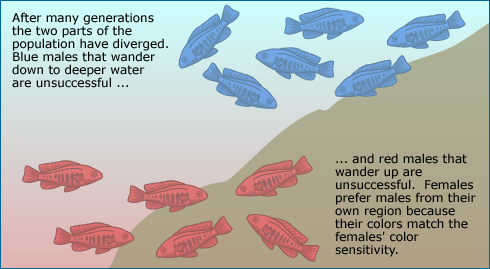 After many generations
the two parts of the
population have diverged.
Blue males that wander
down to deeper water
are unsuccessful ...
... and red males that
wander up are
unsuccessful. Females
prefer males from their
own region because
their colors match the
females' color
sensitivity.